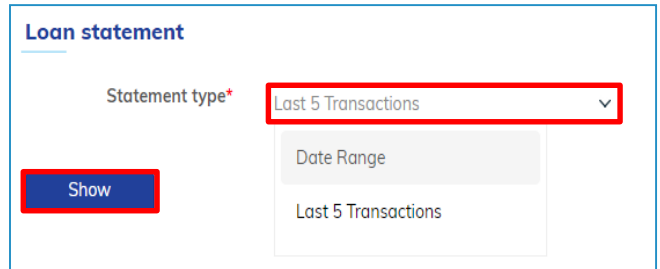 Loan statement
Statement type*
Last 5 Transactions
Date Range
Show
Last 5 Transactions